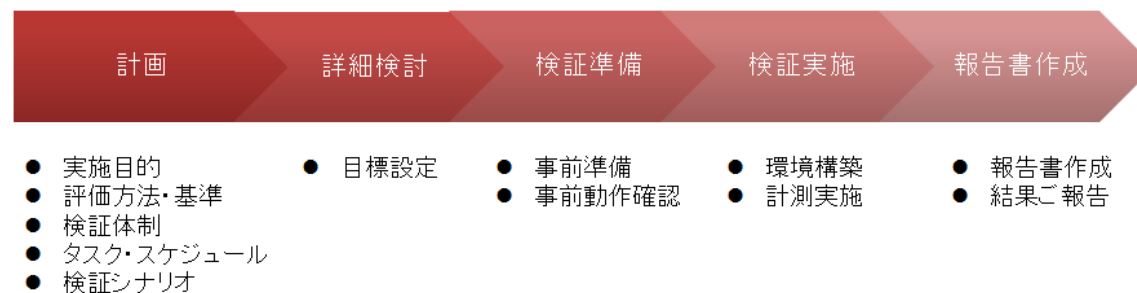 計画
詳細検討
検証準備
検証実施
報告書作成
● 実施目的
● 評価方法・基準
● 検証体制
● タスク・スケジュール
● 検証シナリオ
● 目標設定
● 事前準備
● 事前動作確認
● 環境構築
● 計測実施
● 報告書作成
● 結果ご報告